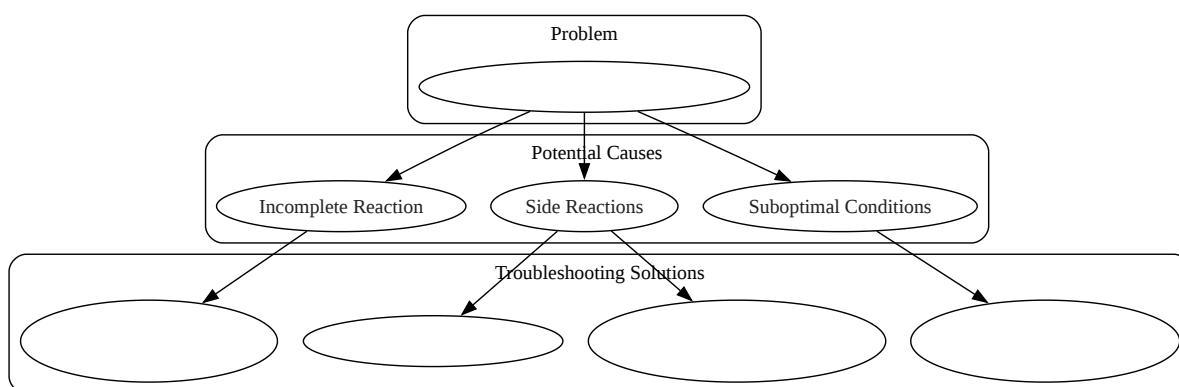 Problem
Potential Causes
Incomplete Reaction
Side Reactions
Suboptimal Conditions
Troubleshooting Solutions